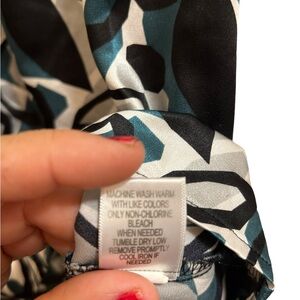 MACHINE WASH WARM
WITH LIKE COLORS
ONLY NON-CHLORINE
BLEACH
WHEN NEEDED
TUMBLE DRY LOW
REMOVE PROMPTLY
COOL IRON IF
NEEDED